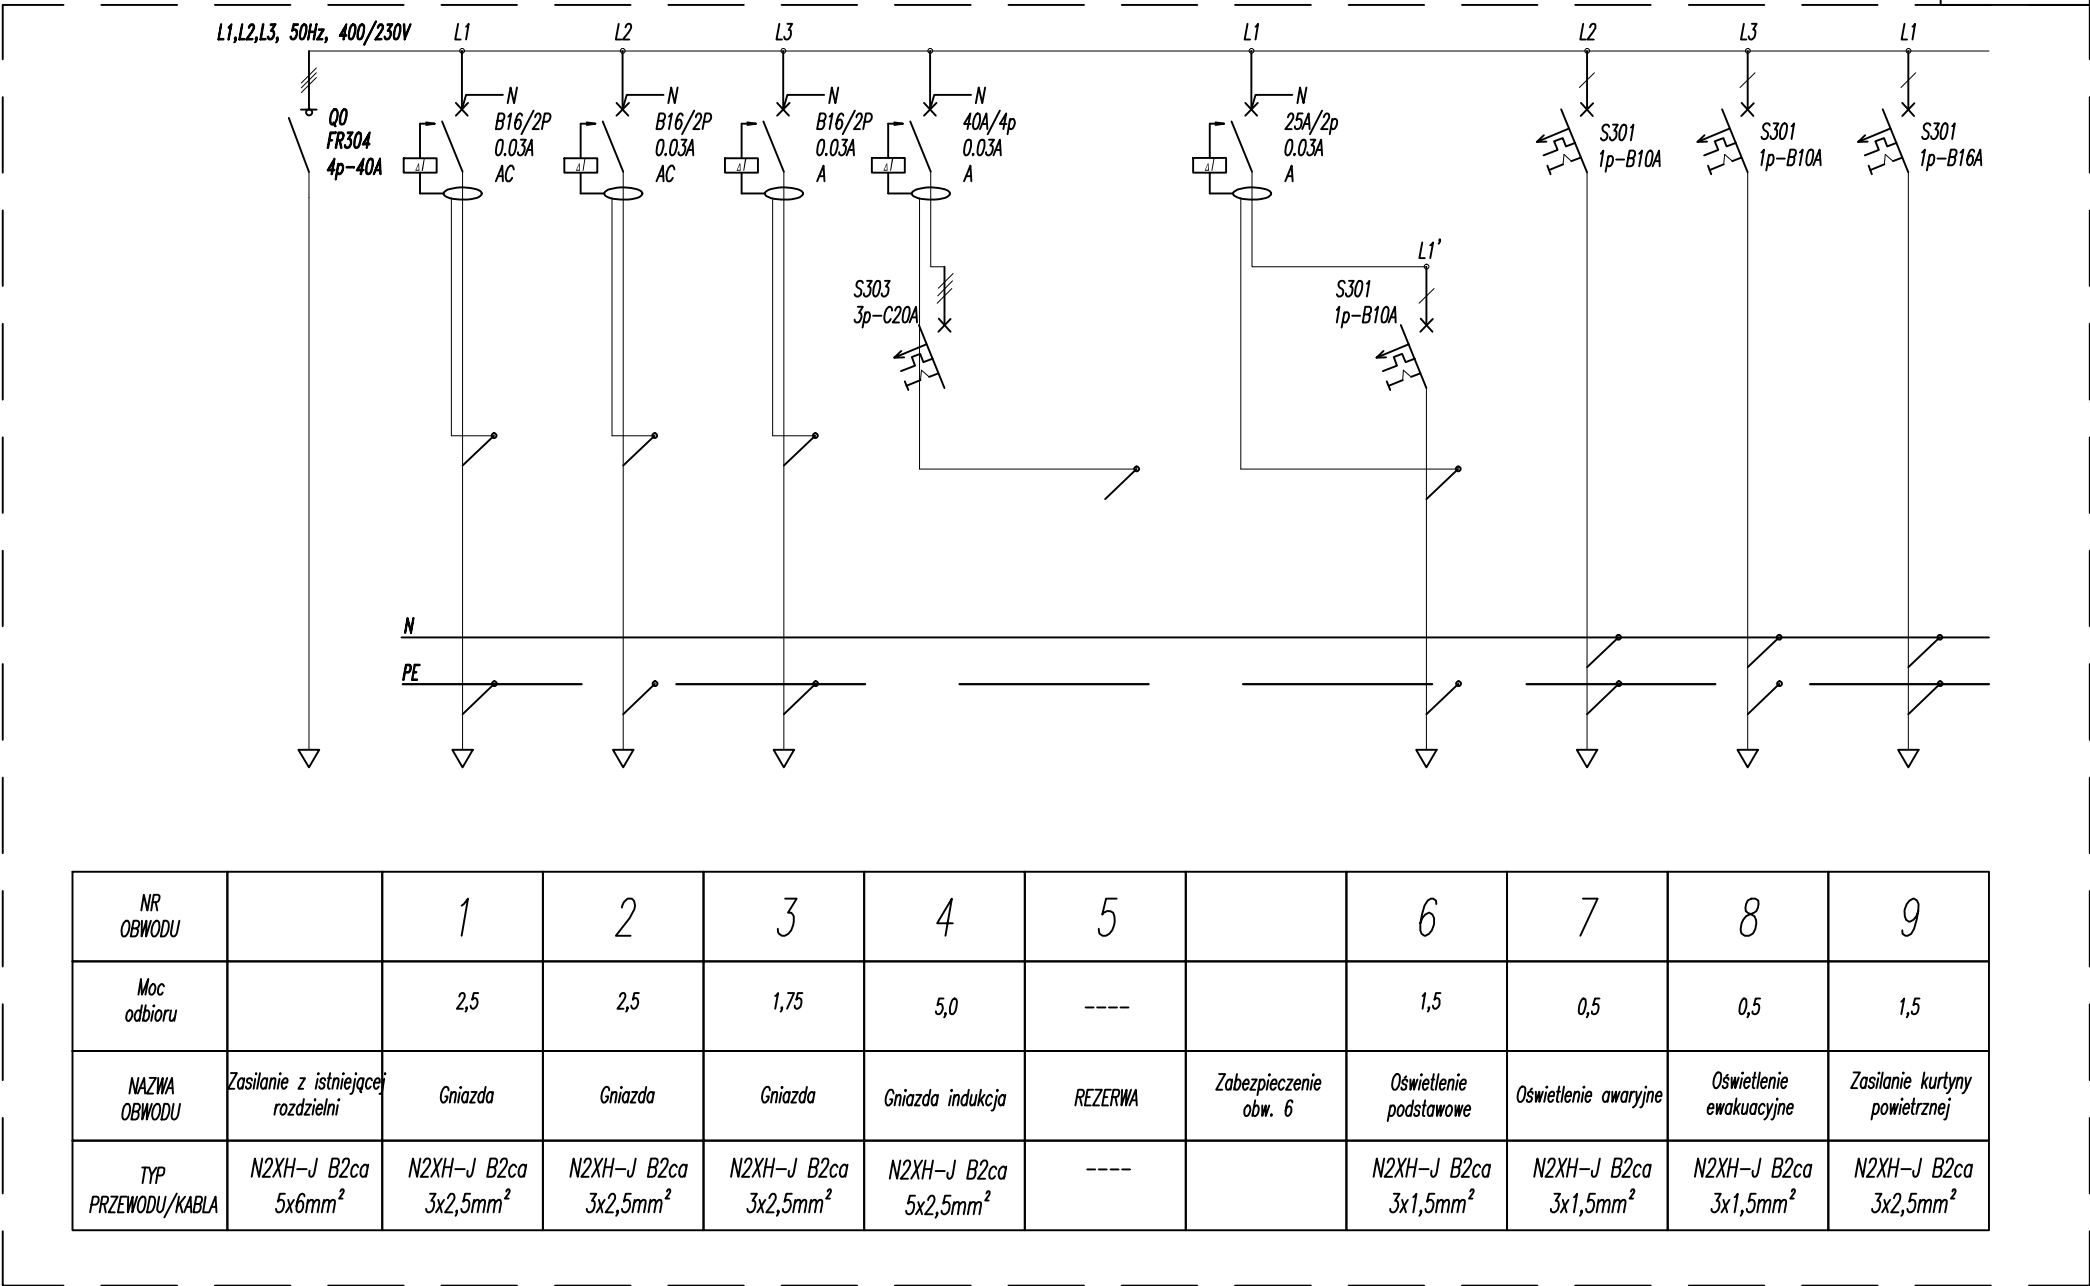 L1,L2,L3, 50Hz, 400/230V
L1
L2
L3
L1
L2
L3
L1
Q0
FR304
4p-40A
N
B16/2P
0.03A
AC
N
B16/2P
0.03A
AC
N
B16/2P
0.03A
A
N
40A/4p
0.03A
A
N
25A/2p
0.03A
A
S301
1p-B10A
S301
1p-B10A
S301
1p-B16A
ΔI
ΔI
ΔI
ΔI
ΔI
L1'
S303
3p-C20A
S301
1p-B10A
N
PE
NR
OBWODU
1
2
3
4
5
6
7
8
9
Moc
odbioru
2,5
2,5
1,75
5,0
----
1,5
0,5
0,5
1,5
NAZWA
OBWODU
Zasilanie z istniejącej
rozdzielni
Gniazda
Gniazda
Gniazda
Gniazda indukcja
REZERWA
Zabezpieczenie
obw. 6
Oświetlenie
podstawowe
Oświetlenie awaryjne
Oświetlenie
ewakuacyjne
Zasilanie kurtyny
powietrznej
TYP
PRZEWODU/KABLA
N2XH-J B2ca
5x6mm²
N2XH-J B2ca
3x2,5mm²
N2XH-J B2ca
3x2,5mm²
N2XH-J B2ca
3x2,5mm²
N2XH-J B2ca
5x2,5mm²
----
N2XH-J B2ca
3x1,5mm²
N2XH-J B2ca
3x1,5mm²
N2XH-J B2ca
3x1,5mm²
N2XH-J B2ca
3x2,5mm²